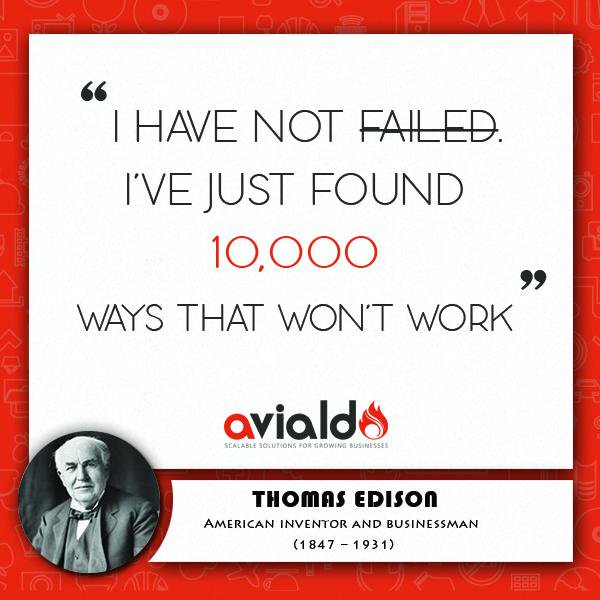 “I HAVE NOT FAILED.
I'VE JUST FOUND
10,000
WAYS THAT WON'T WORK”
avialdo
SCALABLE SOLUTIONS FOR GROWING BUSINESSES
THOMAS EDISON
AMERICAN INVENTOR AND BUSINESSMAN
(1847 – 1931)